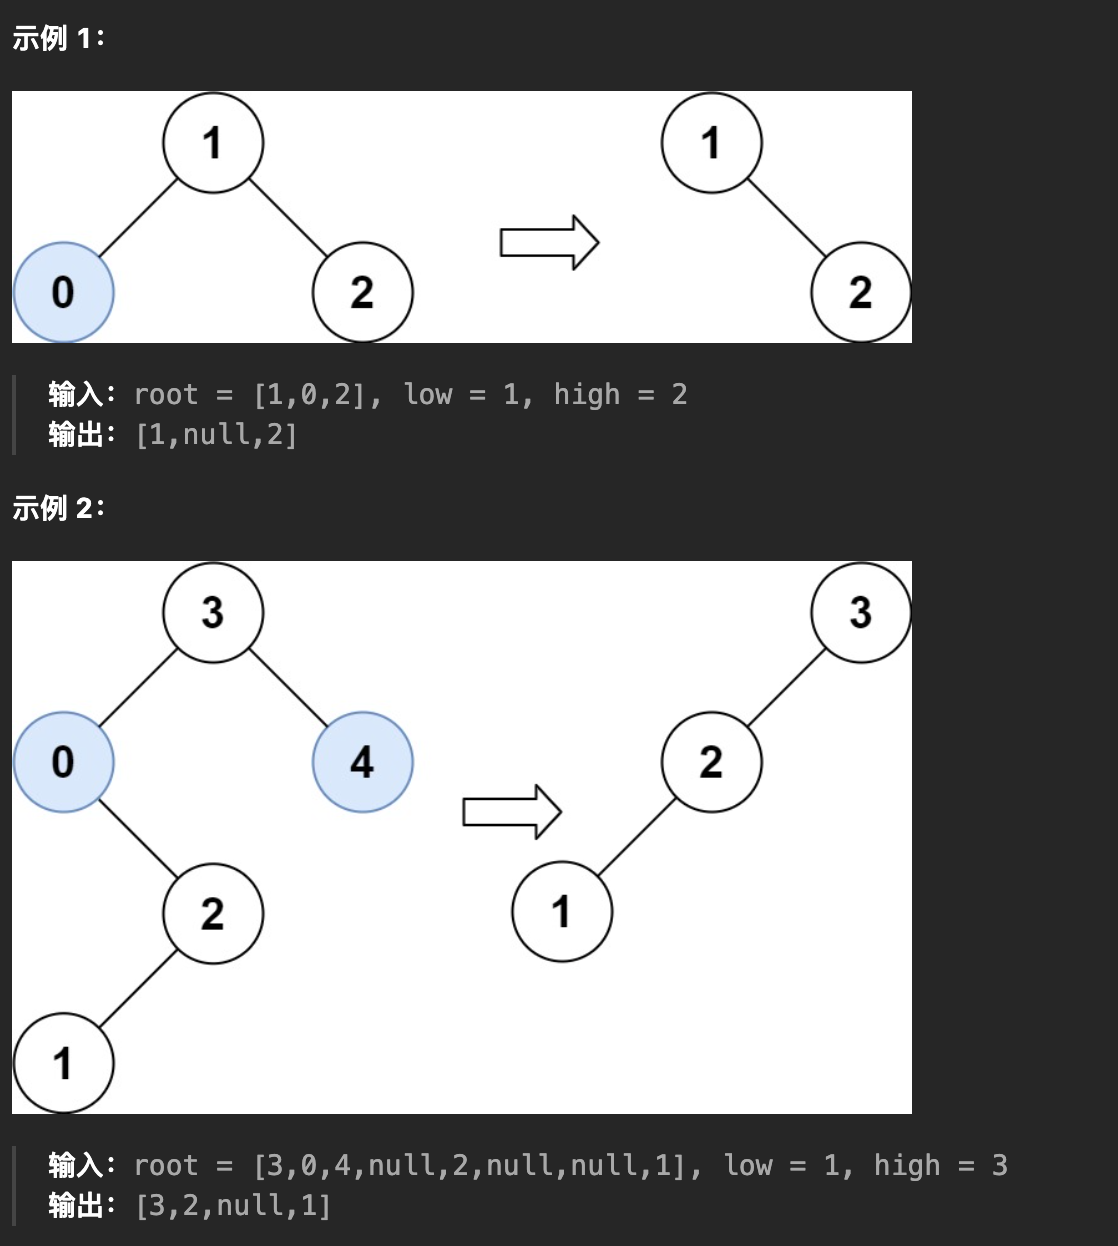 示例 1：
1
1
0
2
2
输入：root = [1,0,2], low = 1, high = 2
输出：[1,null,2]
示例 2：
3
3
0
4
2
2
1
1
输入：root = [3,0,4,null,2,null,null,1], low = 1, high = 3
输出：[3,2,null,1]